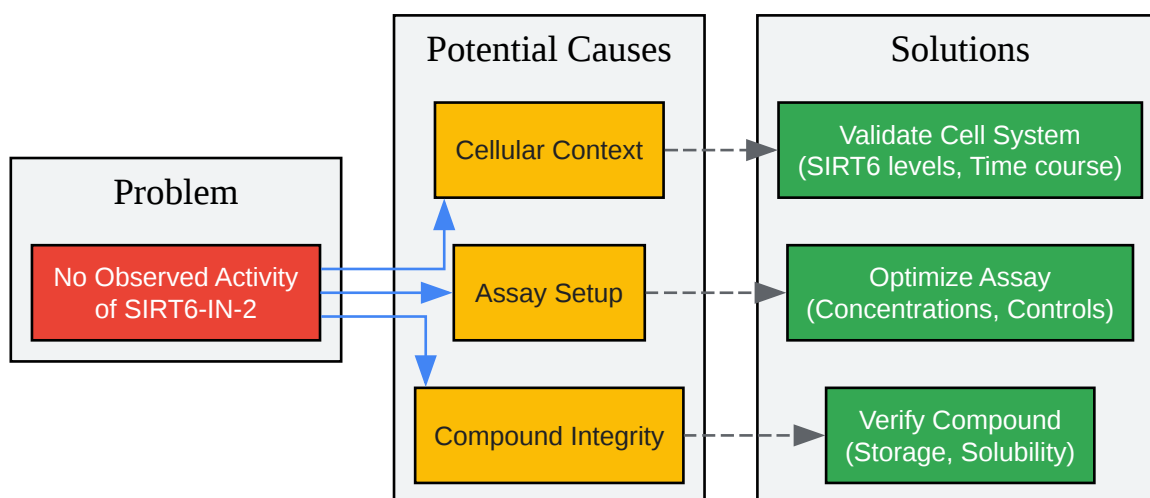 Problem
No Observed Activity
of SIRT6-IN-2
Potential Causes
Cellular Context
Assay Setup
Compound Integrity
Solutions
Validate Cell System
(SIRT6 levels, Time course)
Optimize Assay
(Concentrations, Controls)
Verify Compound
(Storage, Solubility)